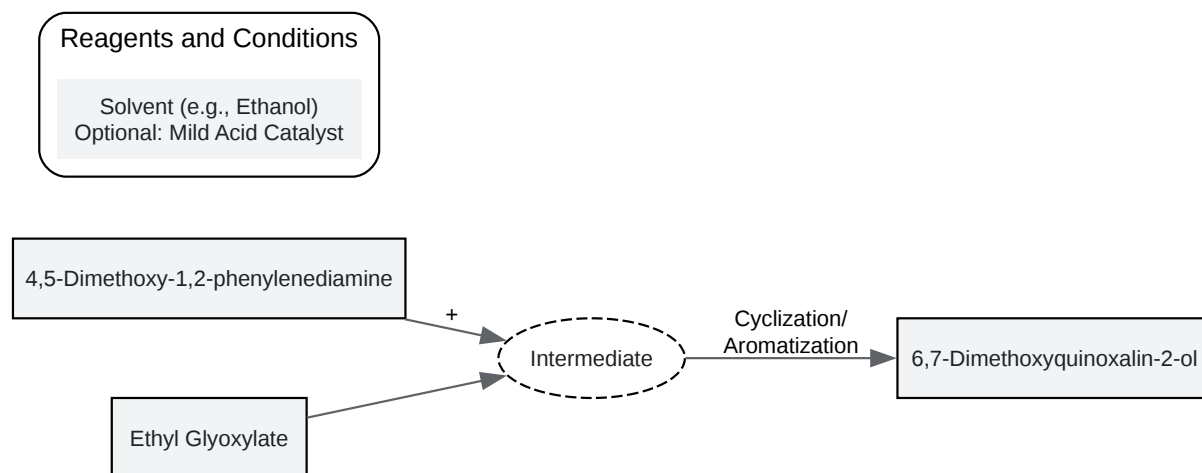 Reagents and Conditions
Solvent (e.g., Ethanol)
Optional: Mild Acid Catalyst
4,5-Dimethoxy-1,2-phenylenediamine
+
Cyclization/
Aromatization
Intermediate
6,7-Dimethoxyquinoxalin-2-ol
Ethyl Glyoxylate